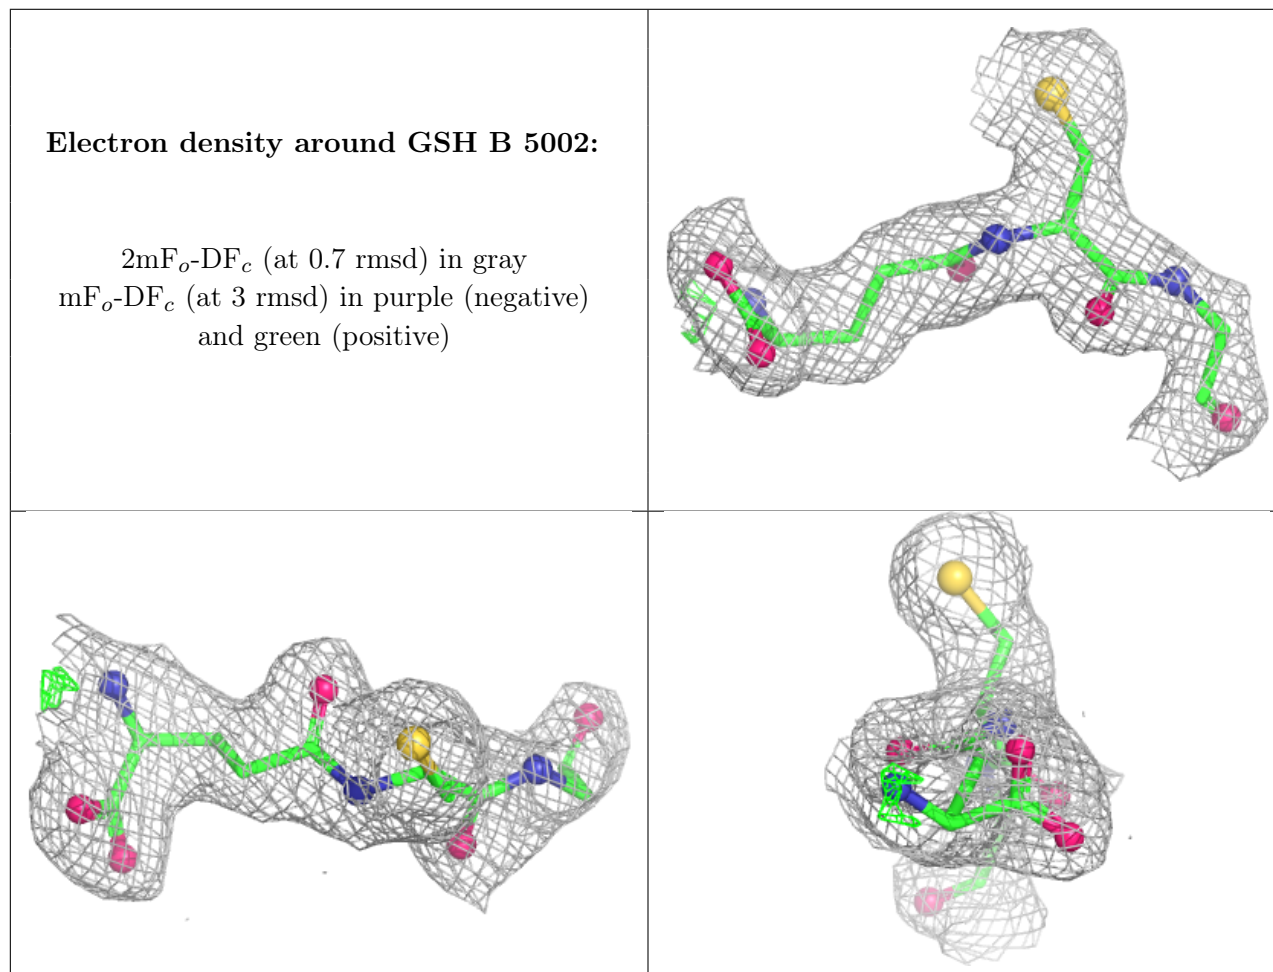 Electron density around GSH B 5002:
2mFo-DFc (at 0.7 rmsd) in gray
mFo-DFc (at 3 rmsd) in purple (negative)
and green (positive)